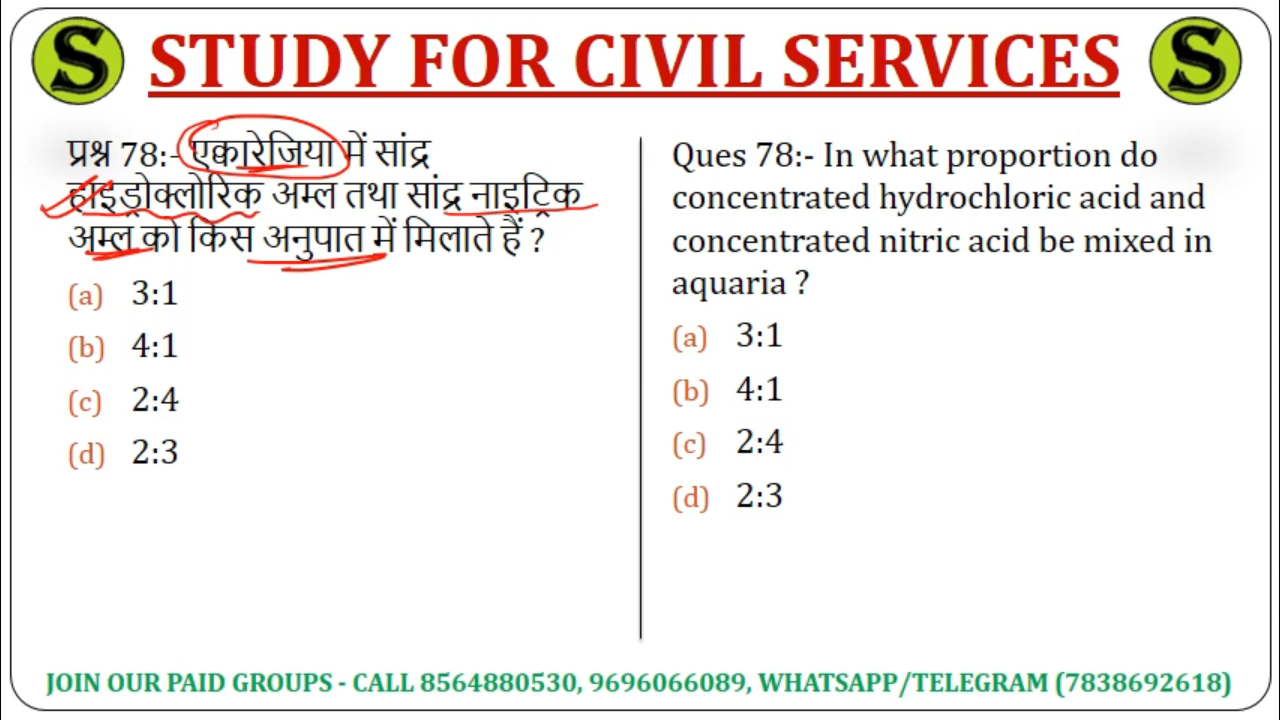 S STUDY FOR CIVIL SERVICES S
प्रश्न 78:- एकारेजिया में सांद्र
हाइड्रोक्लोरिक अम्ल तथा सांद्र नाइट्रिक
अम्ल को किस अनुपात में मिलाते हैं ?
(a) 3:1
(b) 4:1
(c) 2:4
(d) 2:3
Ques 78:- In what proportion do
concentrated hydrochloric acid and
concentrated nitric acid be mixed in
aquaria ?
(a) 3:1
(b) 4:1
(c) 2:4
(d) 2:3
JOIN OUR PAID GROUPS - CALL 8564880530, 9696066089, WHATSAPP/TELEGRAM (7838692618)